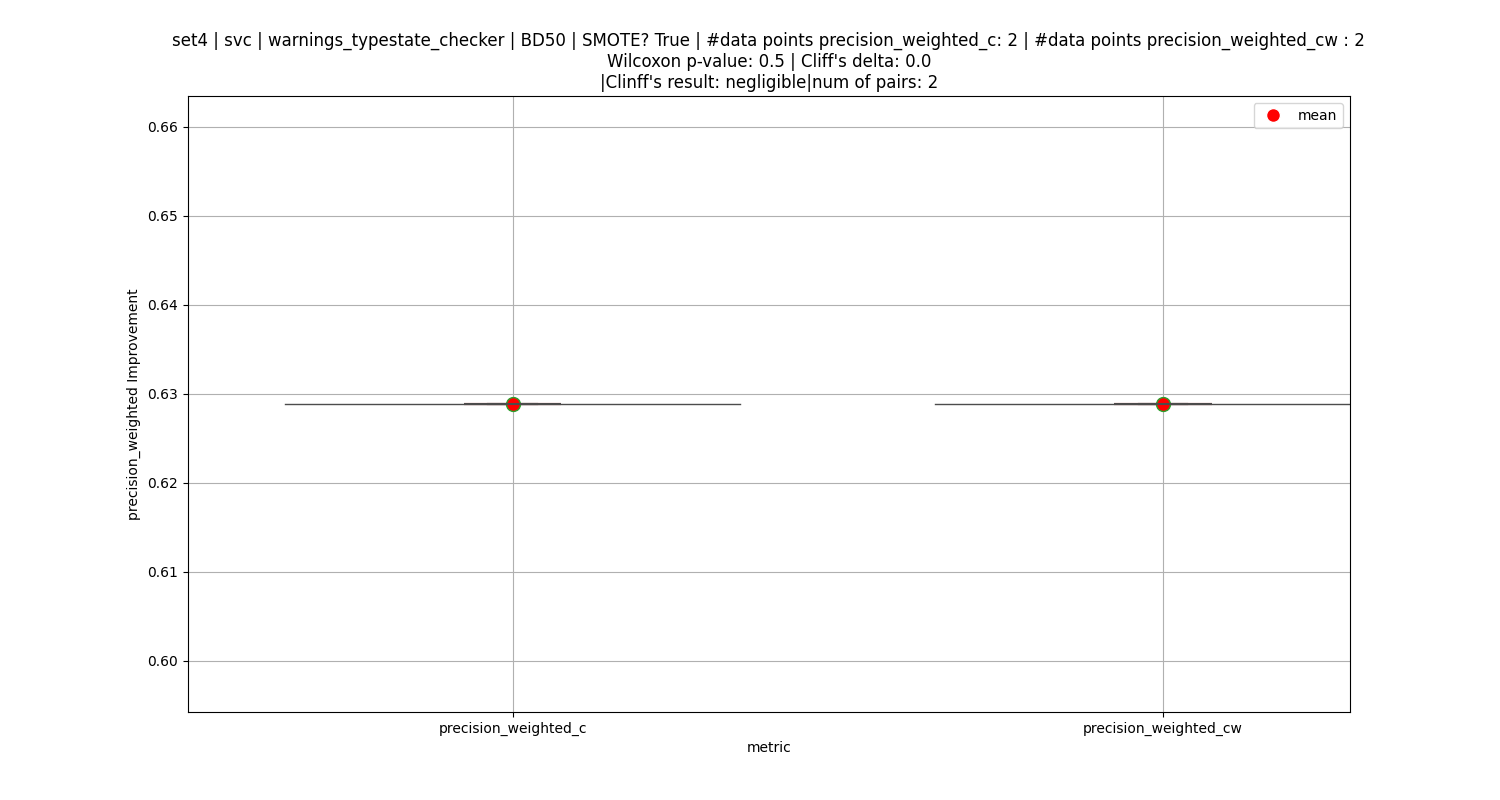 set4 | svc | warnings_typestate_checker | BD50 | SMOTE? True | #data points precision_weighted_c: 2 | #data points precision_weighted_cw : 2
Wilcoxon p-value: 0.5 | Cliff's delta: 0.0
|Clinff's result: negligible|num of pairs: 2
mean
0.66
0.65
0.64
0.63
0.62
0.61
0.60
precision_weighted Improvement
precision_weighted_c
precision_weighted_cw
metric